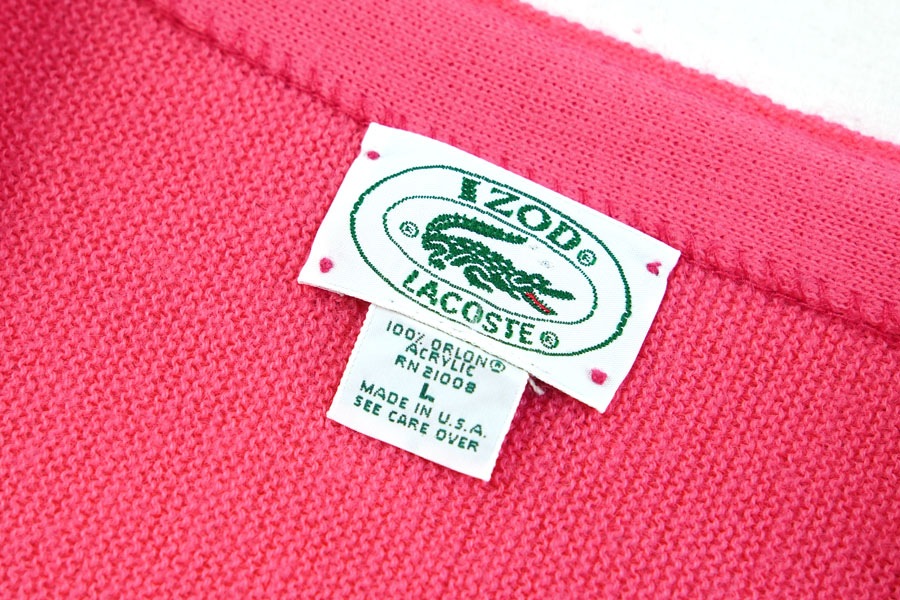 IZOD®
©
©
LACOSTE®
100% ORLON®
ACRYLIC
RN 21008
L
MADE IN U.S.A.
SEE CARE OVER